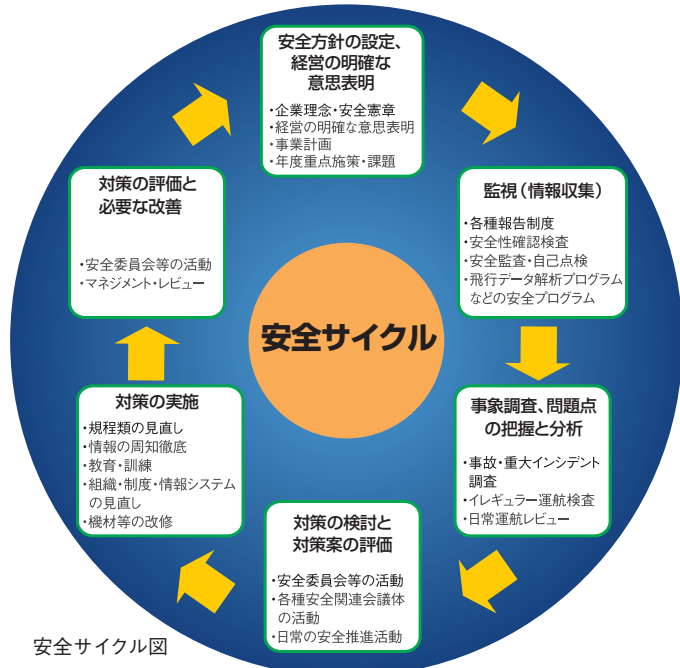 安全方針の設定、
経営の明確な
意思表明
・企業理念・安全憲章
・経営の明確な意思表明
・事業計画
・年度重点施策・課題
監視（情報収集）
・各種報告制度
・安全性確認検査
・安全監査・自己点検
・飛行データ解析プログラム
などの安全プログラム
事象調査、問題点
の把握と分析
・事故・重大インシデント
調査
・イレギュラー運航検査
・日常運航レビュー
対策の検討と
対策案の評価
・安全委員会等の活動
・各種安全関連会議体
の活動
・日常の安全推進活動
対策の実施
・規程類の見直し
・情報の周知徹底
・教育・訓練
・組織・制度・情報システム
の見直し
・機材等の改修
対策の評価と
必要な改善
・安全委員会等の活動
・マネジメント・レビュー
安全サイクル
安全サイクル図